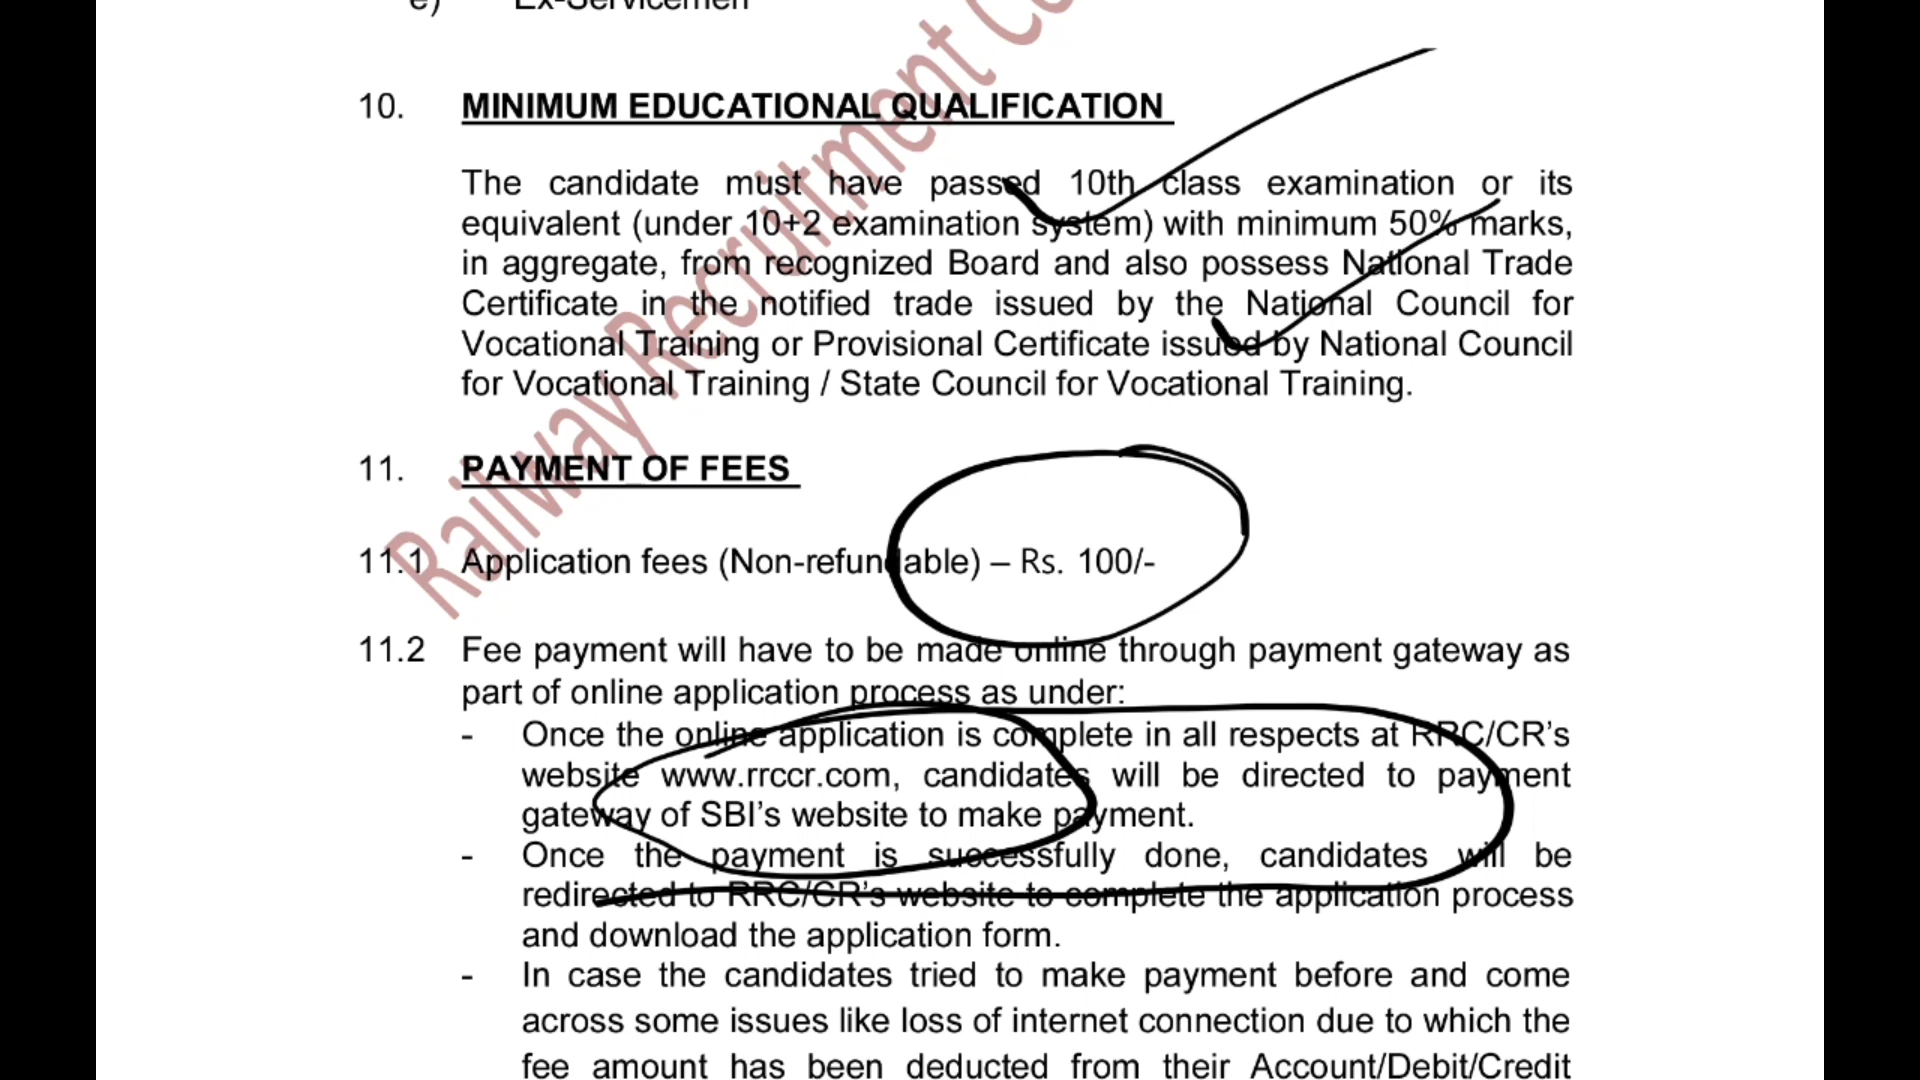 e) Ex-Servicemen
10. MINIMUM EDUCATIONAL QUALIFICATION
The candidate must have passed 10th class examination or its
equivalent (under 10+2 examination system) with minimum 50% marks,
in aggregate, from recognized Board and also possess National Trade
Certificate in the notified trade issued by the National Council for
Vocational Training or Provisional Certificate issued by National Council
for Vocational Training / State Council for Vocational Training.
11. PAYMENT OF FEES
11.1 Application fees (Non-refundable) – Rs. 100/-
11.2 Fee payment will have to be made online through payment gateway as
part of online application process as under:
- Once the online application is complete in all respects at RRC/CR's
website www.rrccr.com, candidates will be directed to payment
gateway of SBI's website to make payment.
- Once the payment is successfully done, candidates will be
redirected to RRC/CR's website to complete the application process
and download the application form.
- In case the candidates tried to make payment before and come
across some issues like loss of internet connection due to which the
fee amount has been deducted from their Account/Debit/Credit
Railway Recruitment